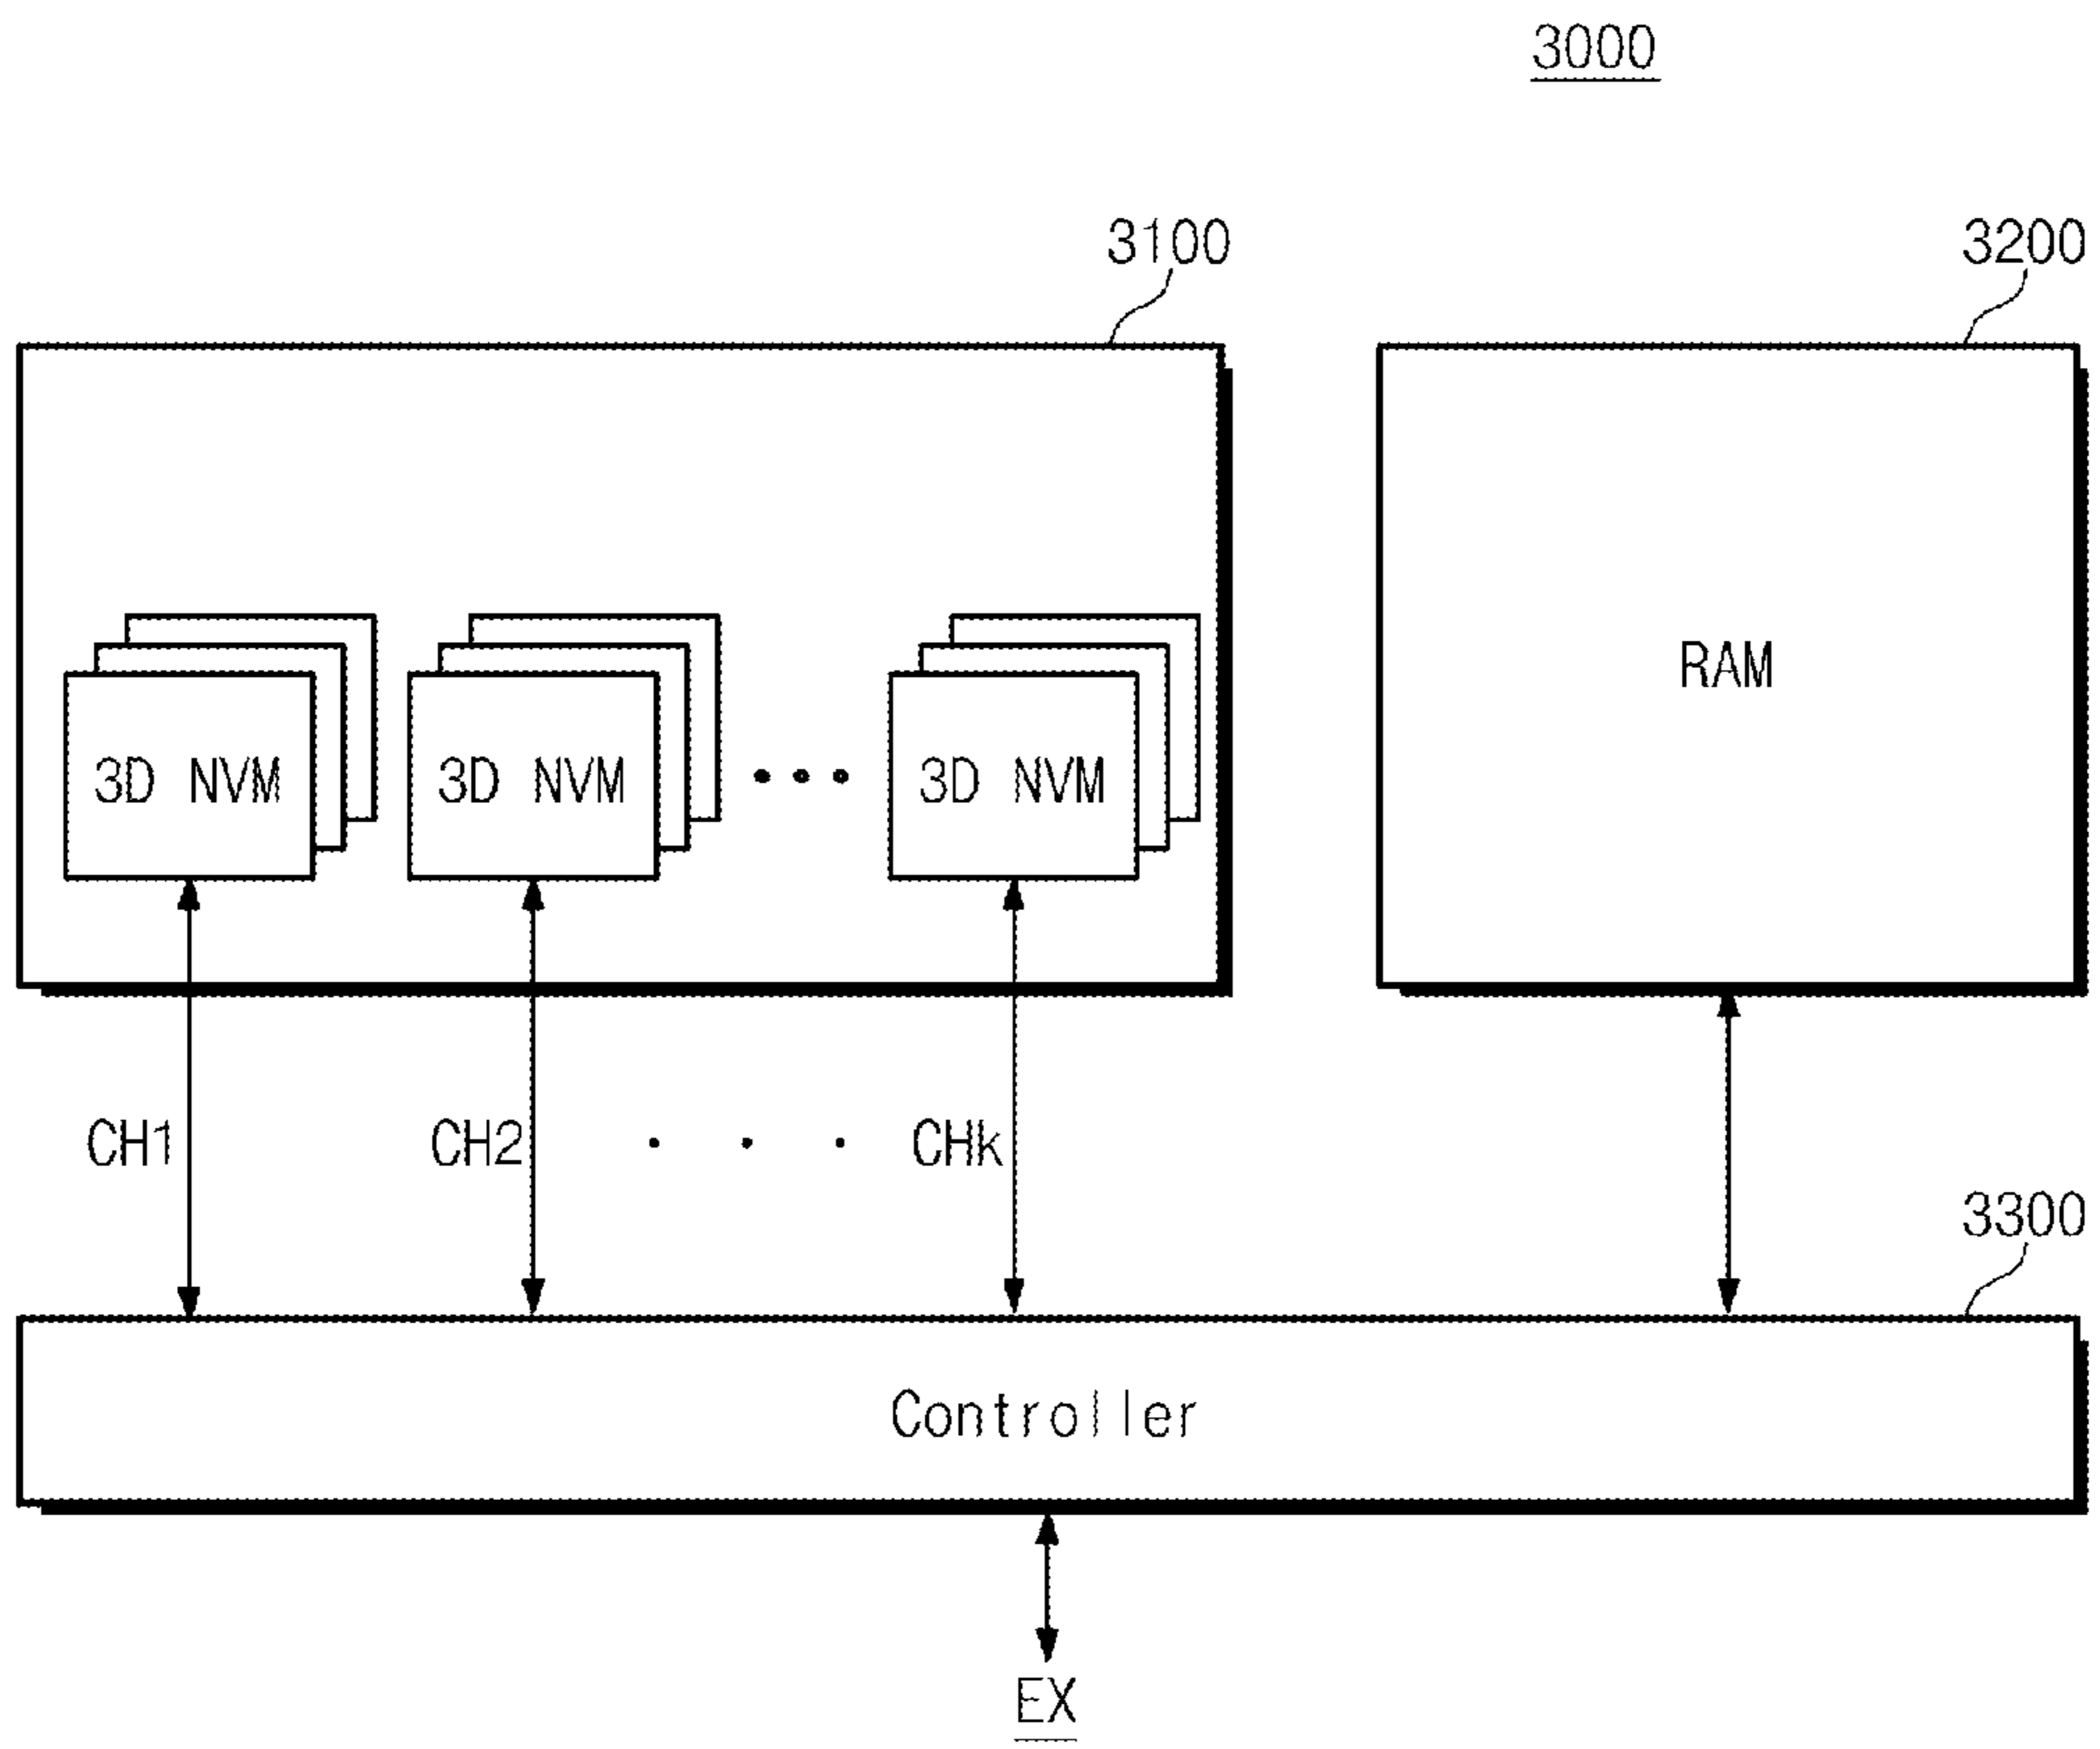 3000
3100
3200
3D NVM
3D NVM
3D NVM
RAM
CH1
CH2
CHk
3300
Controller
EX